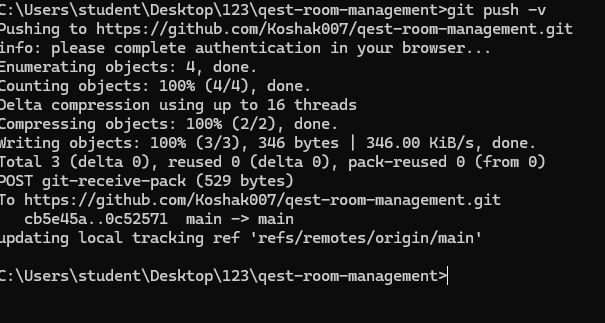 C:\Users\student\Desktop\123\qest-room-management>git push -v
Pushing to https://github.com/Koshak007/qest-room-management.git
info: please complete authentication in your browser...
Enumerating objects: 4, done.
Counting objects: 100% (4/4), done.
Delta compression using up to 16 threads
Compressing objects: 100% (2/2), done.
Writing objects: 100% (3/3), 346 bytes | 346.00 KiB/s, done.
Total 3 (delta 0), reused 0 (delta 0), pack-reused 0 (from 0)
POST git-receive-pack (529 bytes)
To https://github.com/Koshak007/qest-room-management.git
   cb5e45a..0c52571  main -> main
updating local tracking ref 'refs/remotes/origin/main'
C:\Users\student\Desktop\123\qest-room-management>